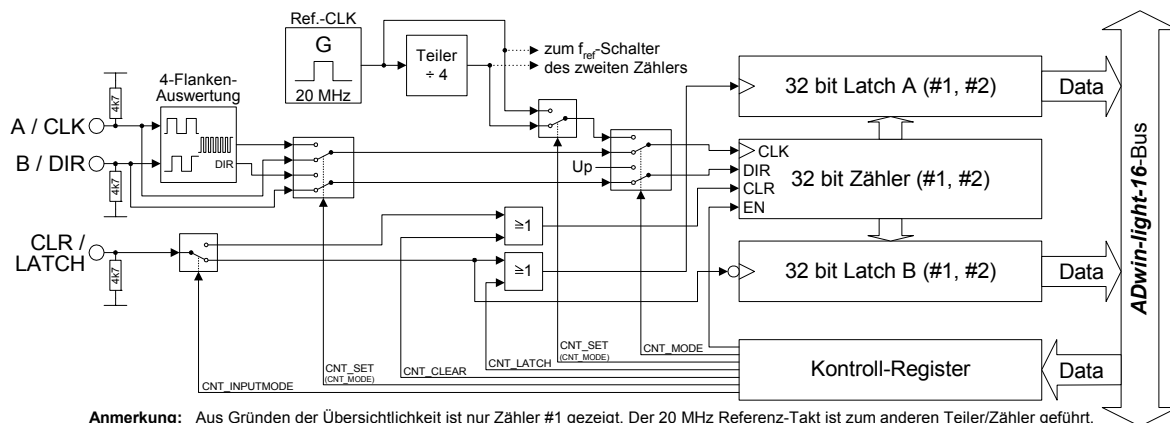 Ref.-CLK
G
20 MHz
Teiler
÷ 4
zum fref-Schalter
des zweiten Zählers
4-Flanken-
Auswertung
DIR
4k7
A / CLK
B / DIR
4k7
Up
32 bit Latch A (#1, #2)
Data
CLK
DIR
CLR
EN
32 bit Zähler (#1, #2)
CLR /
LATCH
4k7
≥1
≥1
32 bit Latch B (#1, #2)
Data
ADwin-light-16-Bus
CNT_INPUTMODE
CNT_SET
(CNT_MODE)
CNT_CLEAR
CNT_LATCH
CNT_SET
(CNT_MODE)
CNT_MODE
Kontroll-Register
Data
Anmerkung: Aus Gründen der Übersichtlichkeit ist nur Zähler #1 gezeigt. Der 20 MHz Referenz-Takt ist zum anderen Teiler/Zähler geführt.